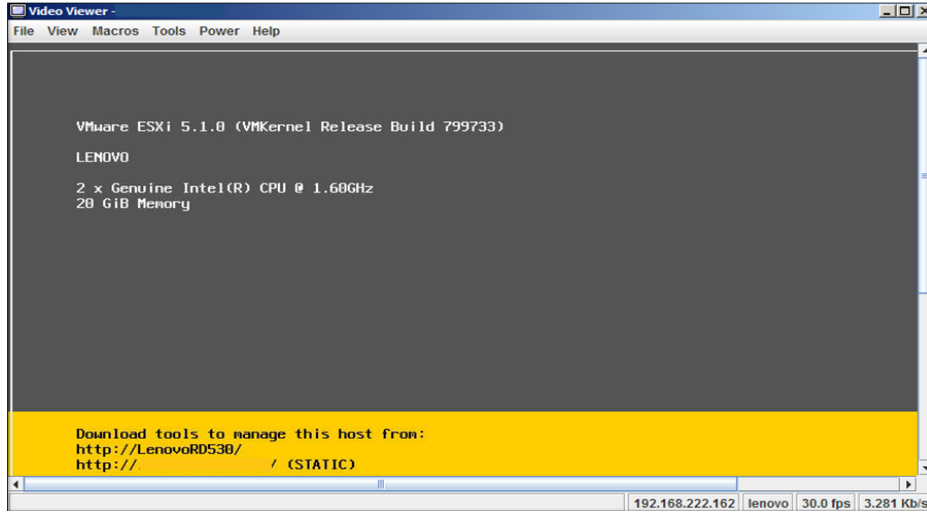 Video Viewer -
File View Macros Tools Power Help
VMware ESXi 5.1.0 (VMKernel Release Build 799733)
LENOVO
2 x Genuine Intel(R) CPU @ 1.60GHz
20 GiB Memory
Download tools to manage this host from:
http://LenovoRD530/
http:// / (STATIC)
192.168.222.162 lenovo 30.0 fps 3.281 Kb/s